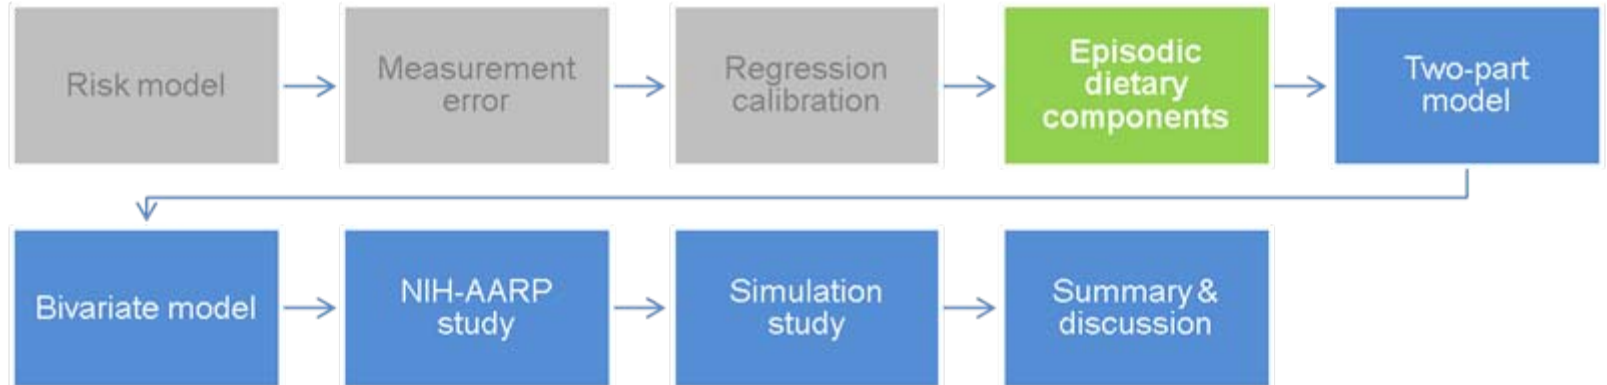 Risk model
Measurement
error
Regression
calibration
Episodic
dietary
components
Two-part
model
Bivariate model
NIH-AARP
study
Simulation
study
Summary &
discussion